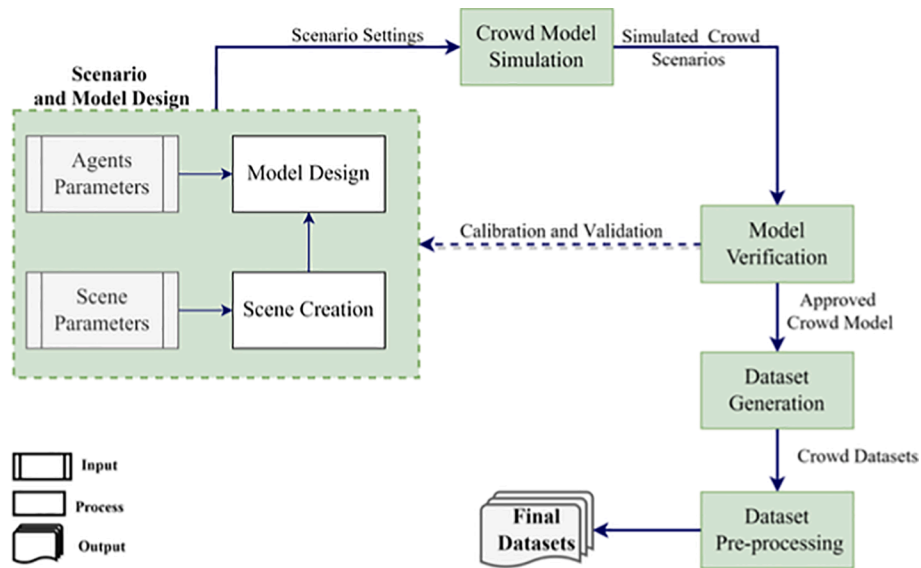 Scenario Settings
Crowd Model
Simulation
Simulated Crowd
Scenarios
Scenario
and Model Design
Agents
Parameters
Model Design
Scene
Parameters
Scene Creation
Calibration and Validation
Model
Verification
Approved
Crowd Model
Dataset
Generation
Crowd Datasets
Dataset
Pre-processing
Final
Datasets
Input
Process
Output